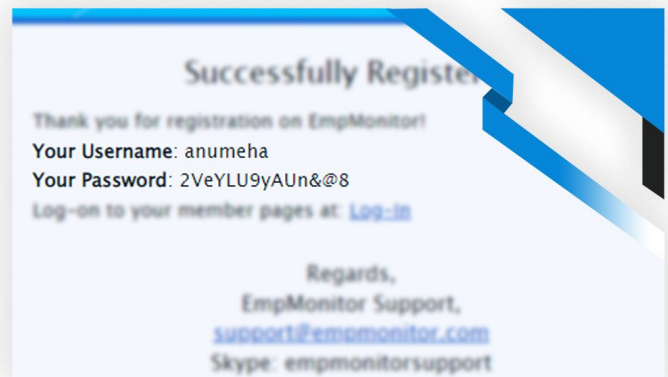 Successfully Register
Thank you for registration on EmpMonitor!
Your Username: anumeha
Your Password: 2VeYLU9yAUn&@8
Log-on to your member pages at: Log-In
Regards,
EmpMonitor Support,
support@empmonitor.com
Skype: empmonitorsupport